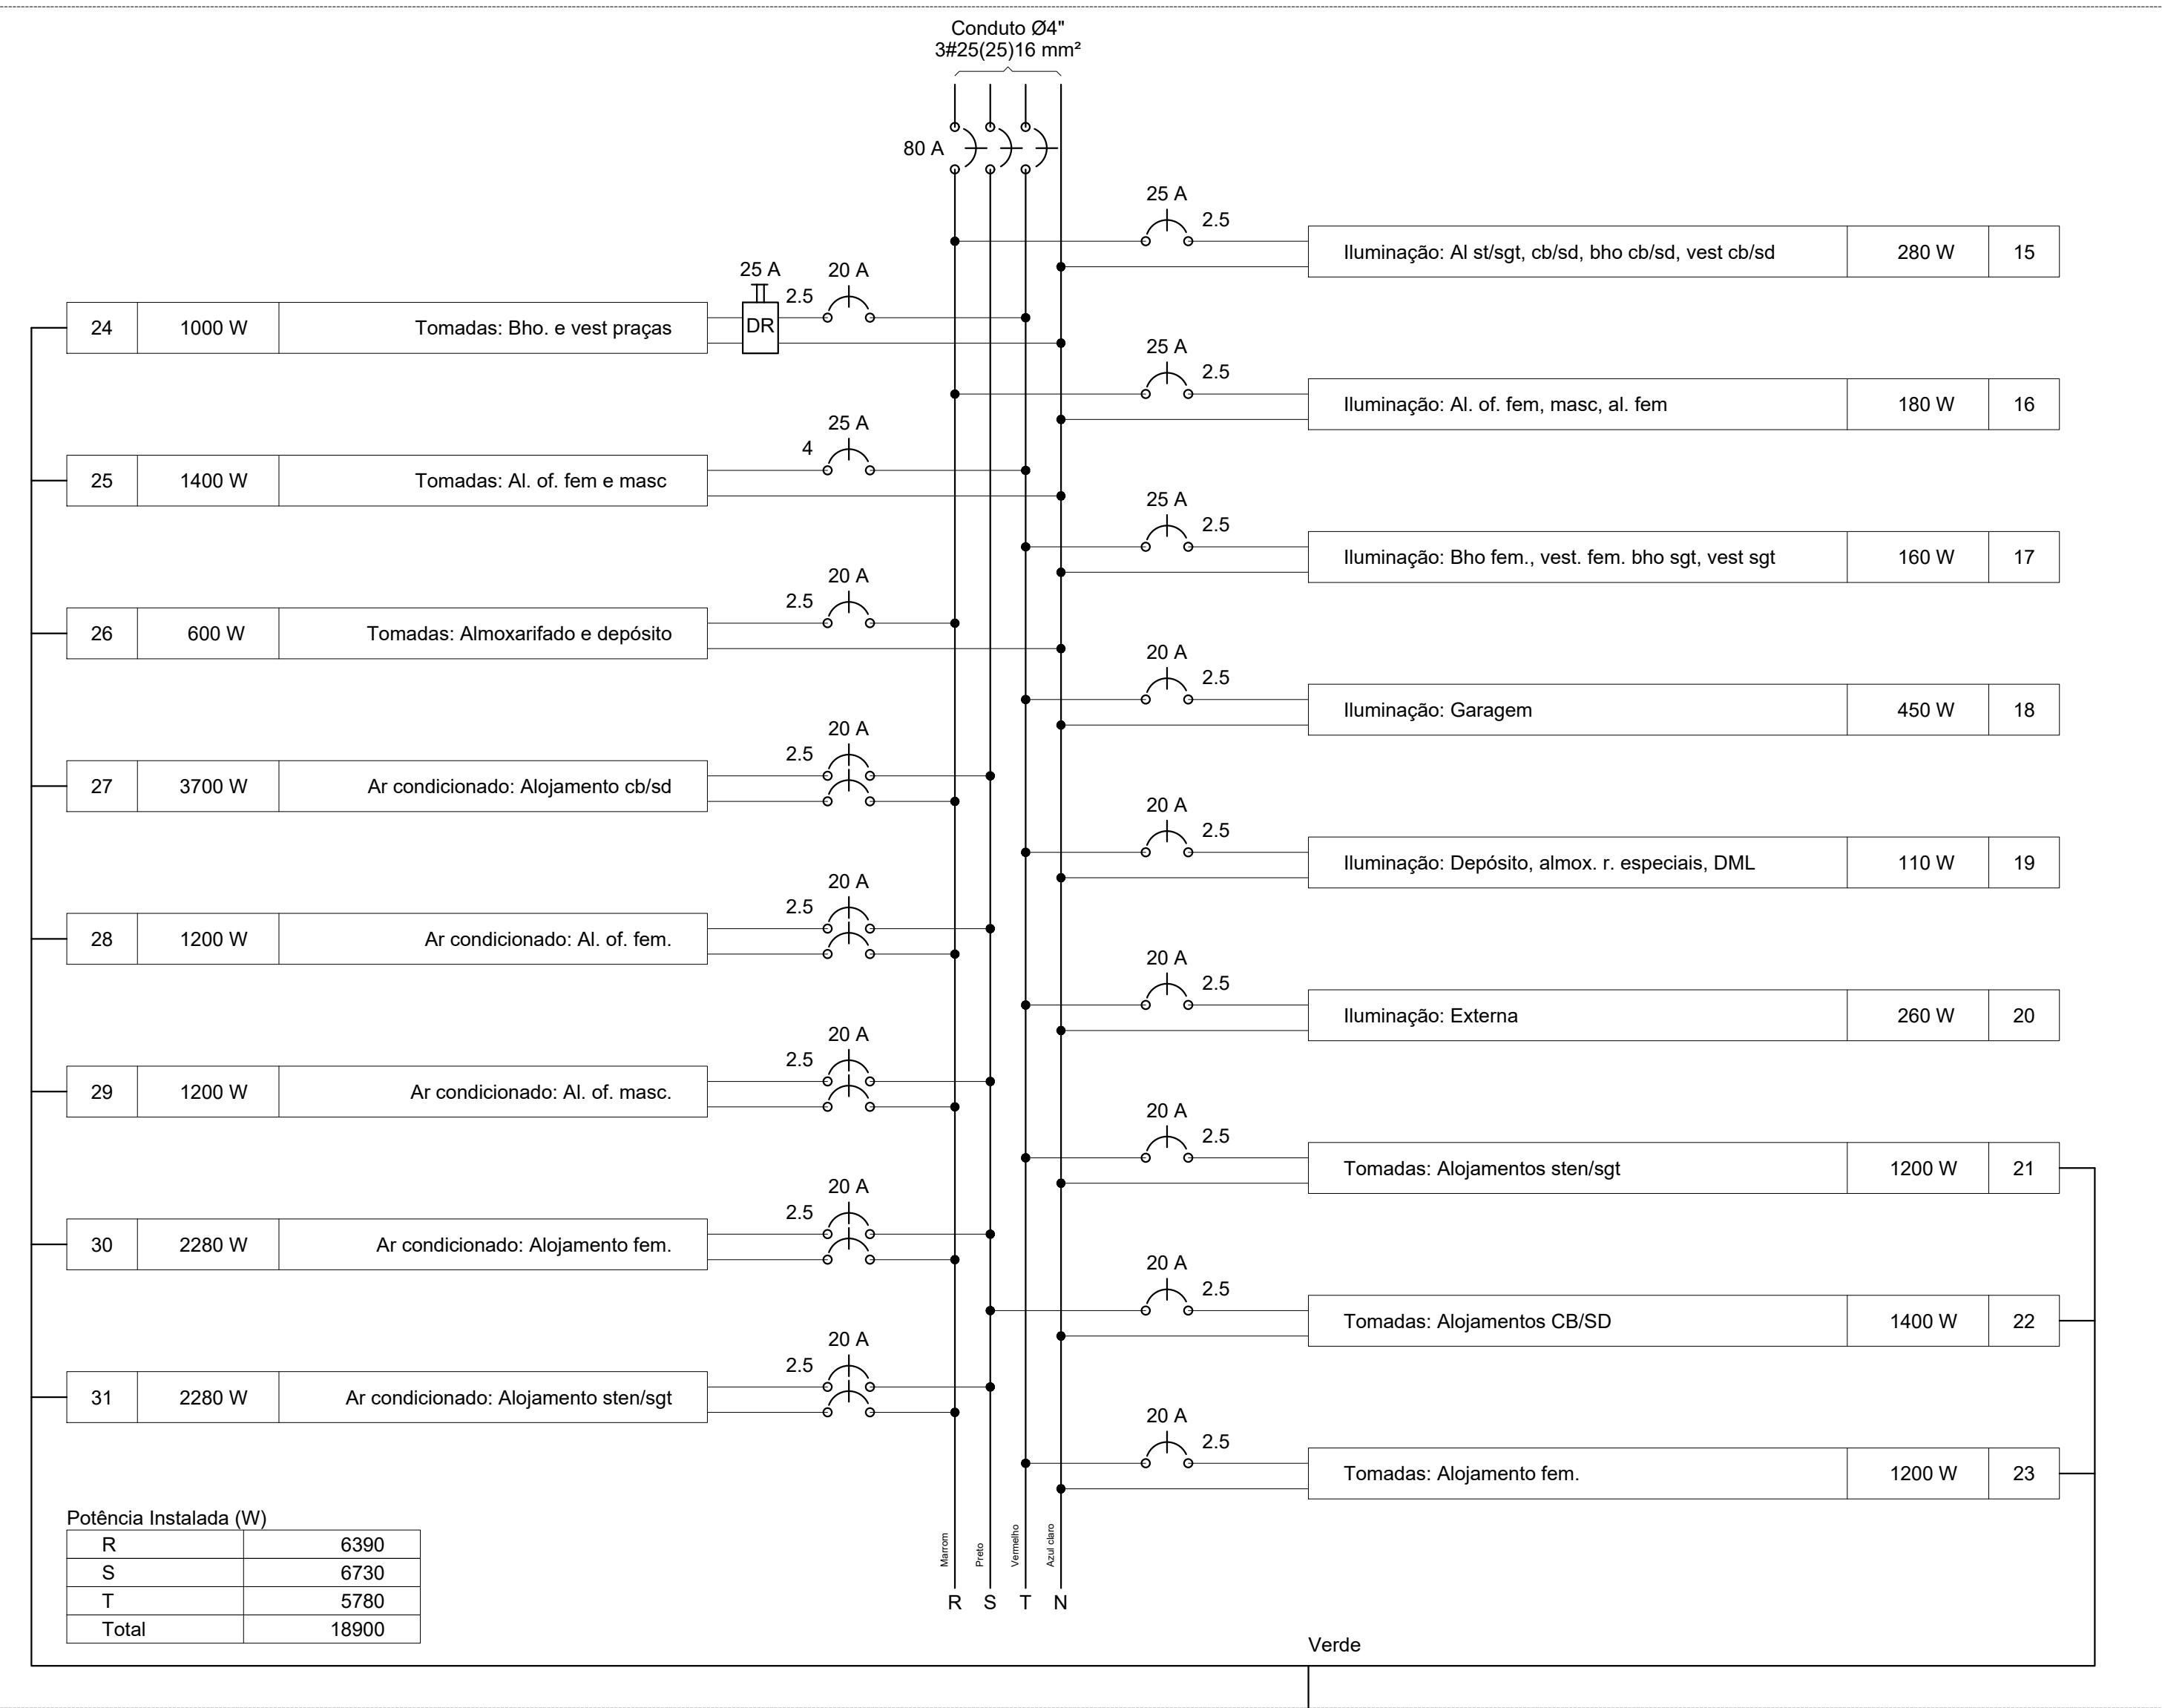 Conduto Ø4"
3#25(25)16 mm²
80 A
25 A
2.5
Iluminação: Al st/sgt, cb/sd, bho cb/sd, vest cb/sd 280 W 15
25 A 20 A
2.5
24 1000 W Tomadas: Bho. e vest praças DR
25 A
2.5
Iluminação: Al. of. fem, masc, al. fem 180 W 16
25 A
4
25 1400 W Tomadas: Al. of. fem e masc
25 A
2.5
Iluminação: Bho fem., vest. fem. bho sgt, vest sgt 160 W 17
20 A
2.5
26 600 W Tomadas: Almoxarifado e depósito
20 A
2.5
Iluminação: Garagem 450 W 18
20 A
2.5
27 3700 W Ar condicionado: Alojamento cb/sd
20 A
2.5
Iluminação: Depósito, almox. r. especiais, DML 110 W 19
20 A
2.5
28 1200 W Ar condicionado: Al. of. fem.
20 A
2.5
Iluminação: Externa 260 W 20
20 A
2.5
29 1200 W Ar condicionado: Al. of. masc.
20 A
2.5
Tomadas: Alojamentos sten/sgt 1200 W 21
20 A
2.5
30 2280 W Ar condicionado: Alojamento fem.
20 A
2.5
Tomadas: Alojamentos CB/SD 1400 W 22
20 A
2.5
31 2280 W Ar condicionado: Alojamento sten/sgt
20 A
2.5
Tomadas: Alojamento fem. 1200 W 23
Potência Instalada (W)
R 6390
S 6730
T 5780
Total 18900
Marrom
Preto
Vermelho
Azul claro
R S T N
Verde